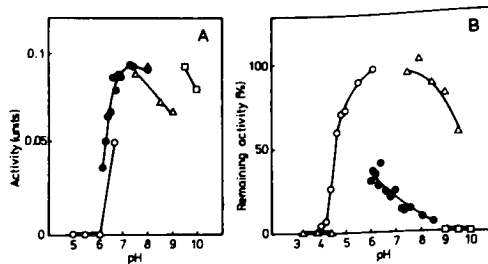 A
Activity (units)
0.1
0.05
0
5 6 7 8 9 10
pH
B
Remaining activity (%)
100
50
0
3 4 5 6 7 8 9 10
pH